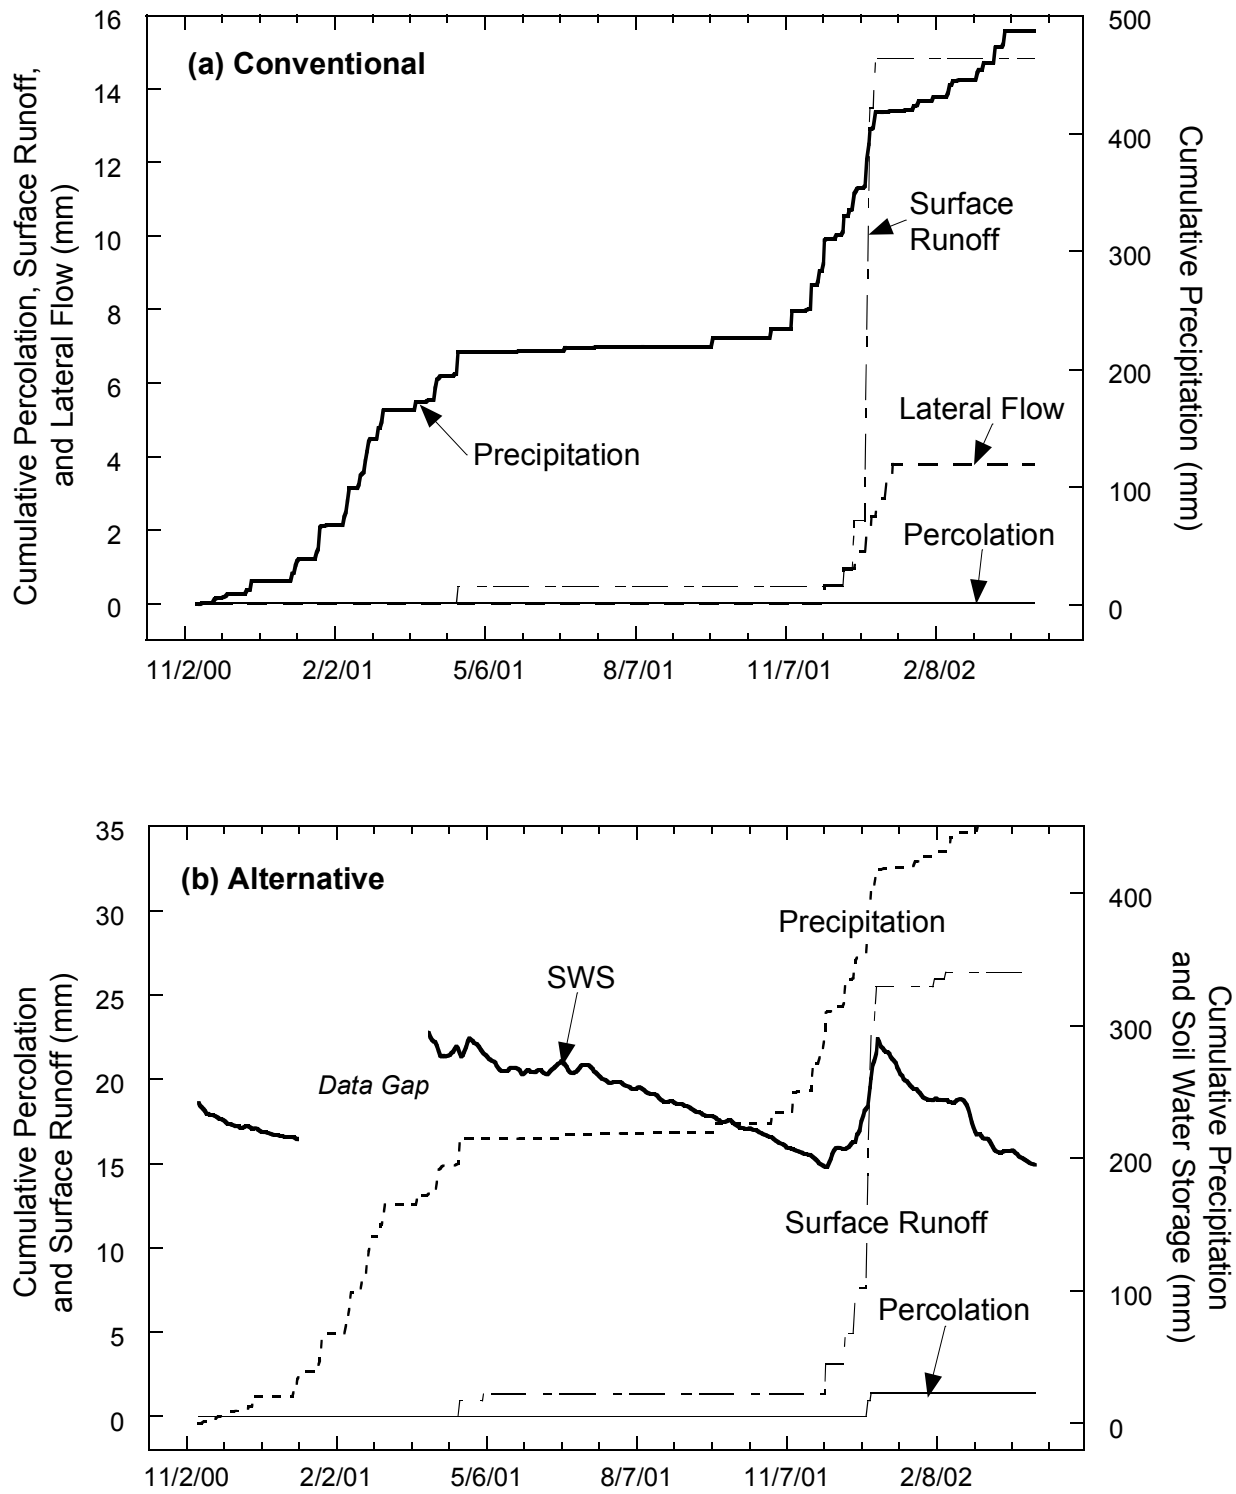 (a) Conventional
Cumulative Percolation, Surface Runoff,
and Lateral Flow (mm)
16
14
12
10
8
6
4
2
0
500
400
300
200
100
0
Cumulative Precipitation (mm)
Surface
Runoff
Lateral Flow
Precipitation
Percolation
11/2/00
2/2/01
5/6/01
8/7/01
11/7/01
2/8/02
(b) Alternative
Cumulative Percolation
and Surface Runoff (mm)
35
30
25
20
15
10
5
0
400
300
200
100
0
Cumulative Precipitation
and Soil Water Storage (mm)
Precipitation
SWS
Data Gap
Surface Runoff
Percolation
11/2/00
2/2/01
5/6/01
8/7/01
11/7/01
2/8/02